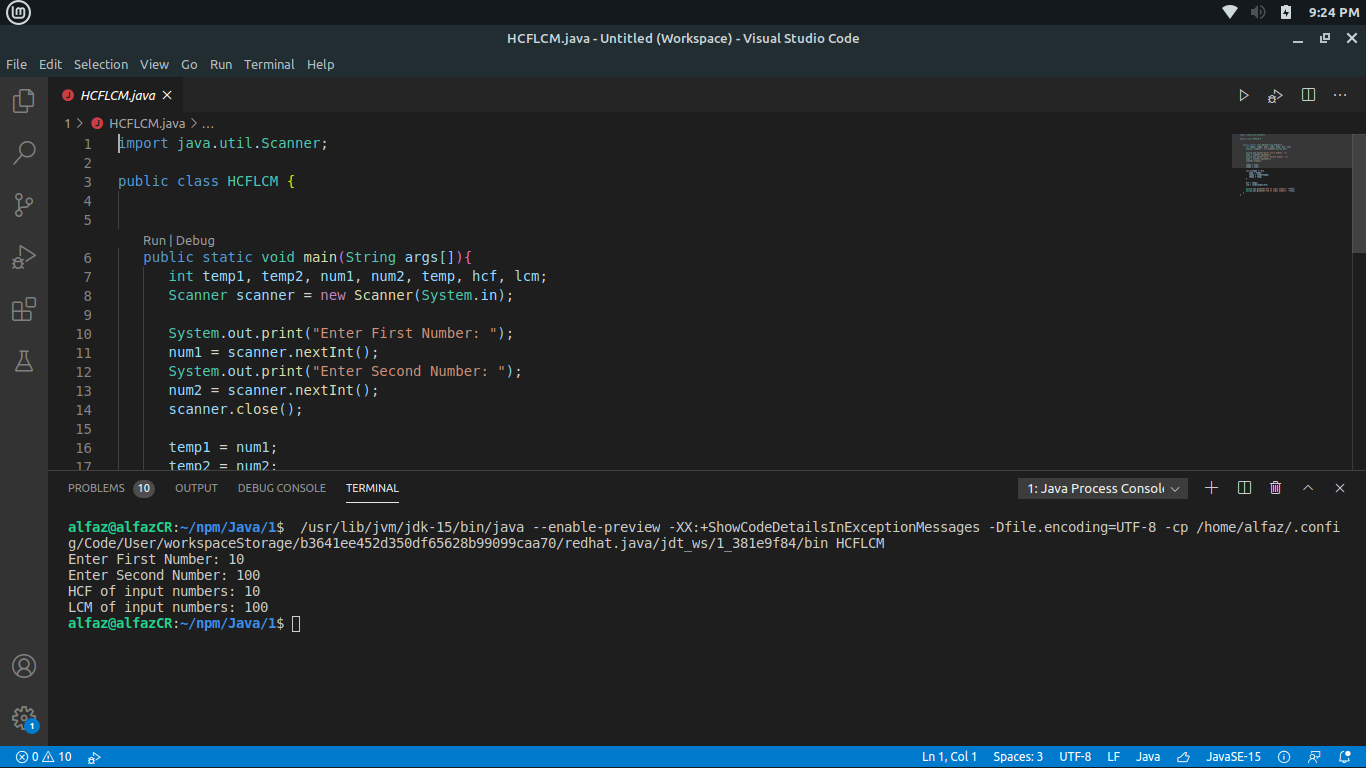 9:24 PM
HCFLCM.java - Untitled (Workspace) - Visual Studio Code
File Edit Selection View Go Run Terminal Help
HCFLCM.java
1 > HCFLCM.java > ...
1 import java.util.Scanner;
2
3 public class HCFLCM {
4
5
Run | Debug
6 public static void main(String args[]){
7 int temp1, temp2, num1, num2, temp, hcf, lcm;
8 Scanner scanner = new Scanner(System.in);
9
10 System.out.print("Enter First Number: ");
11 num1 = scanner.nextInt();
12 System.out.print("Enter Second Number: ");
13 num2 = scanner.nextInt();
14 scanner.close();
15
16 temp1 = num1;
17 temp2 = num2;
PROBLEMS 10 OUTPUT DEBUG CONSOLE TERMINAL 1: Java Process Consol
alfaz@alfazCR:~/npm/Java/1$ /usr/lib/jvm/jdk-15/bin/java --enable-preview -XX:+ShowCodeDetailsInExceptionMessages -Dfile.encoding=UTF-8 -cp /home/alfaz/.confi
g/Code/User/workspaceStorage/b3641ee452d350df65628b99099caa70/redhat.java/jdt_ws/1_381e9f84/bin HCFLCM
Enter First Number: 10
Enter Second Number: 100
HCF of input numbers: 10
LCM of input numbers: 100
alfaz@alfazCR:~/npm/Java/1$
1
0 10 Ln 1, Col 1 Spaces: 3 UTF-8 LF Java JavaSE-15